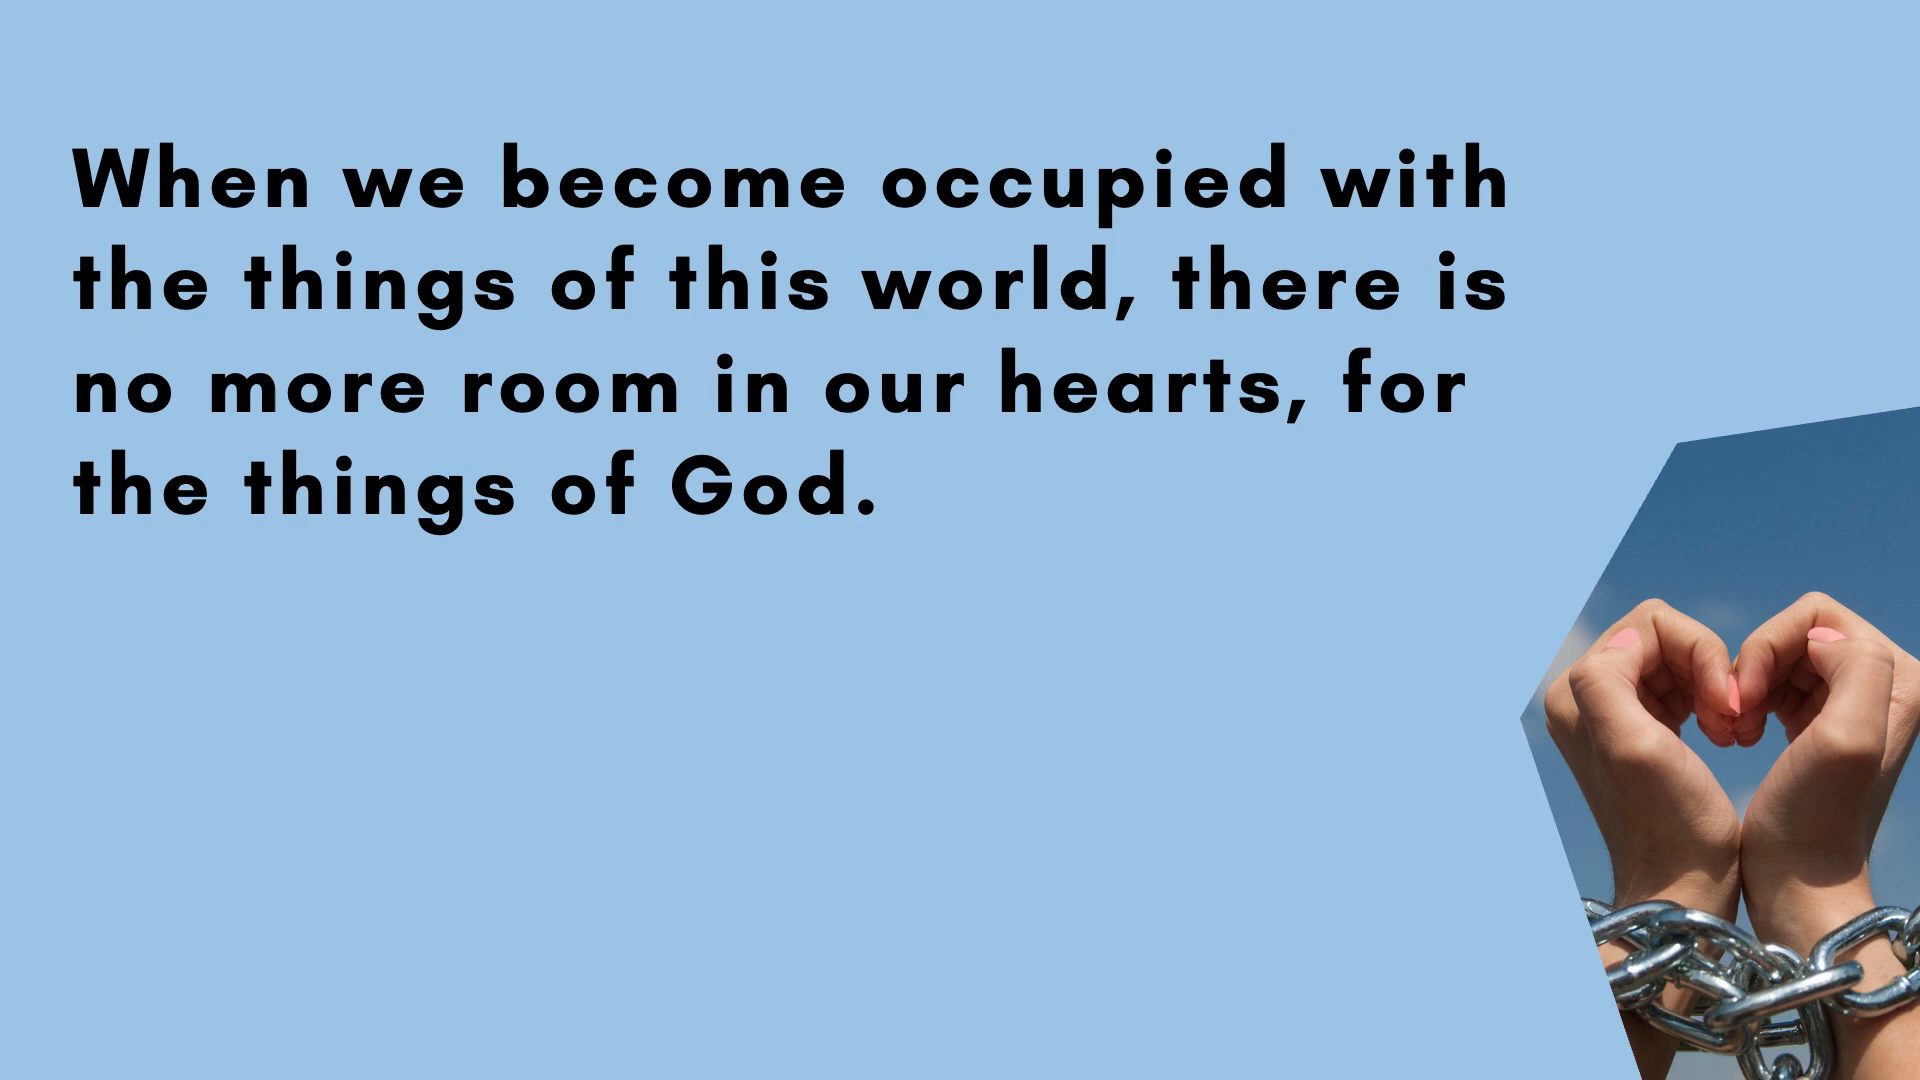 When we become occupied with
the things of this world, there is
no more room in our hearts, for
the things of God.